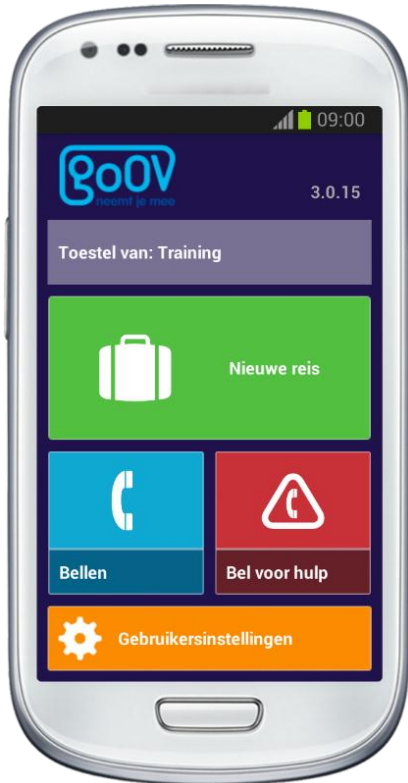 09:00
goOV
neemt je mee
3.0.15
Toestel van: Training
Nieuwe reis
Bellen
Bel voor hulp
Gebruikersinstellingen